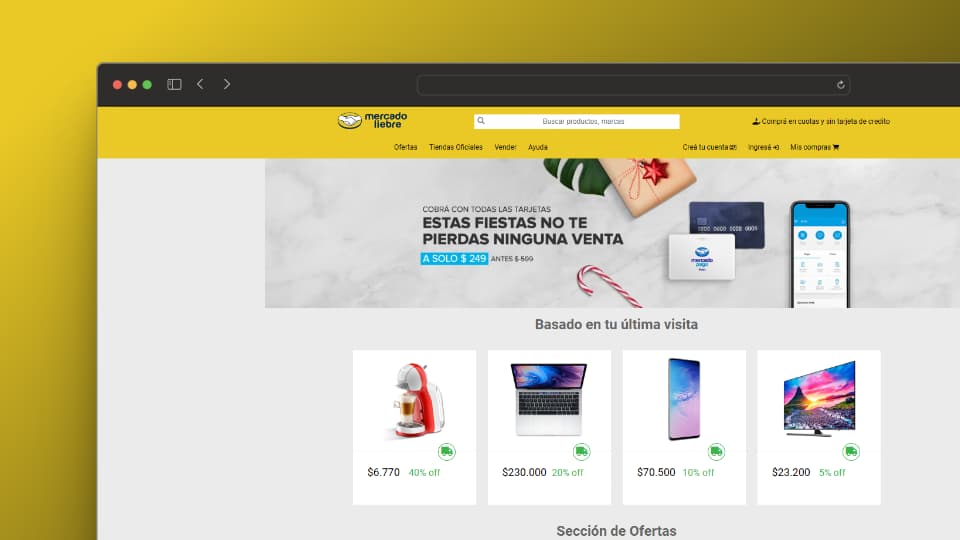 mercado
liebre
Buscar productos, marcas
Comprá en cuotas y sin tarjeta de credito
Ofertas Tiendas Oficiales Vender Ayuda
Creá tu cuenta Ingresá Mis compras
COBRÁ CON TODAS LAS TARJETAS
ESTAS FIESTAS NO TE
PIERDAS NINGUNA VENTA
A SOLO $ 249 ANTES $ 599
mercado
pago
Basado en tu última visita
$6.770 40% off
$230.000 20% off
$70.500 10% off
$23.200 5% off
Sección de Ofertas